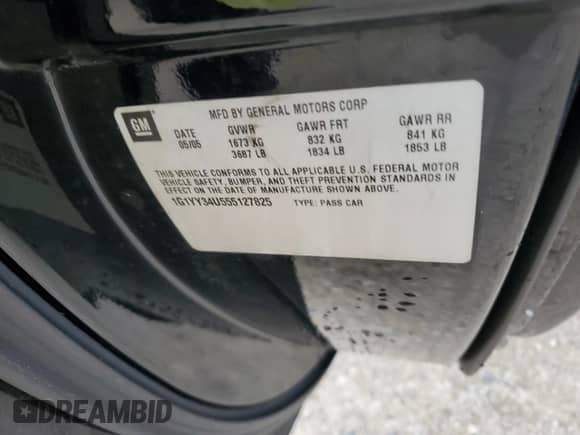 GM
MFD BY GENERAL MOTORS CORP
DATE GVWR GAWR FRT GAWR RR
05/05 1673 KG 832 KG 841 KG
3687 LB 1834 LB 1853 LB
THIS VEHICLE CONFORMS TO ALL APPLICABLE U.S. FEDERAL MOTOR
VEHICLE SAFETY, BUMPER, AND THEFT PREVENTION STANDARDS IN
EFFECT ON THE DATE OF MANUFACTURE SHOWN ABOVE.
1G1YY34U555127825 TYPE: PASS CAR
DREAMBID